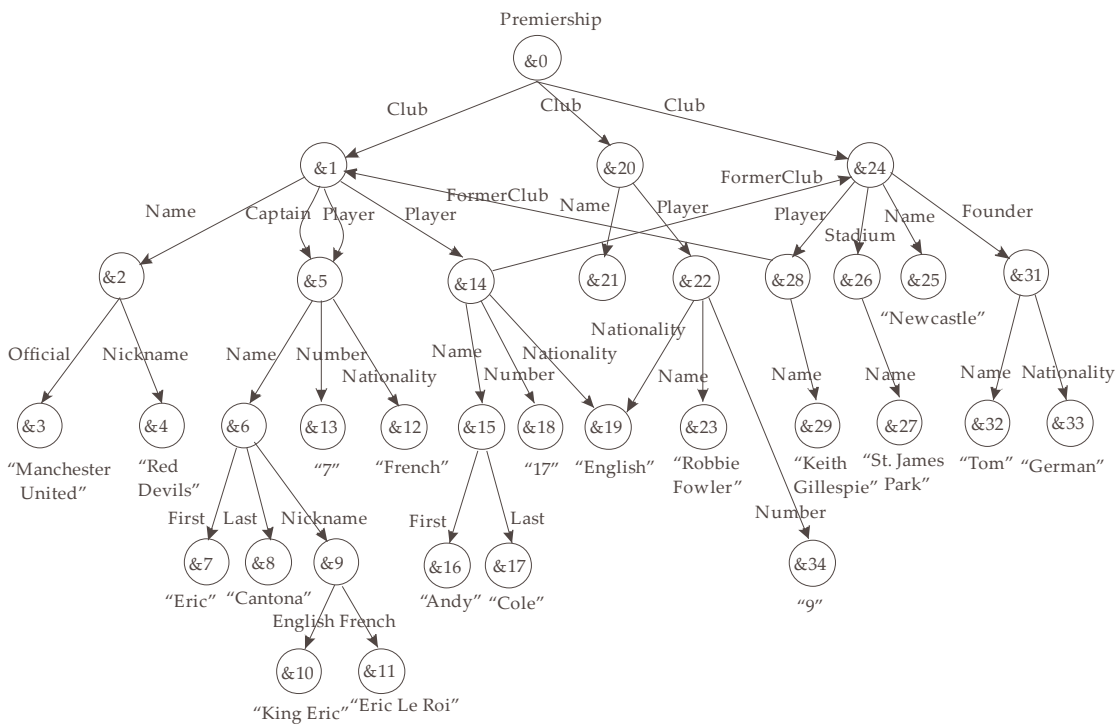 Premiership
&0
Club Club Club
&1 &20 &24
FormerClub FormerClub
Name Captain Player Player Name Player Player Stadium Name Founder
&2 &5 &14 &21 &22 &28 &26 &25 &31
“Newcastle”
Official Nickname Name Number Nationality Name Number Nationality Nationality Name Name Name Name Nationality
&3 &4 &6 &13 &12 &15 &18 &19 &23 &29 &27 &32 &33
“Manchester
United”
“Red
Devils”
“7”
“French”
“17”
“English”
“Robbie
Fowler”
“Keith
Gillespie”
“St. James
Park”
“Tom”
“German”
First Last Nickname First Last Number
&7 &8 &9 &16 &17 &34
“Eric” “Cantona” “Andy” “Cole” “9”
English French
&10 &11
“King Eric” “Eric Le Roi”